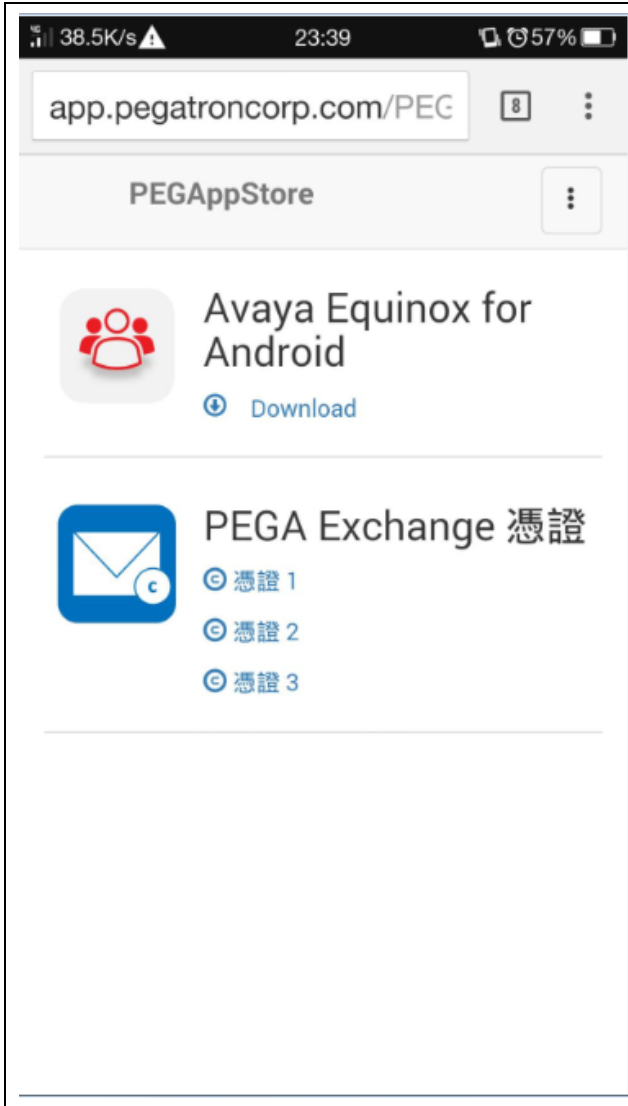 4G 38.5K/s 23:39 57%
app.pegatroncorp.com/PEG
8
PEGAppStore
Avaya Equinox for
Android
Download
PEGA Exchange 憑證
c
© 憑證 1
© 憑證 2
© 憑證 3